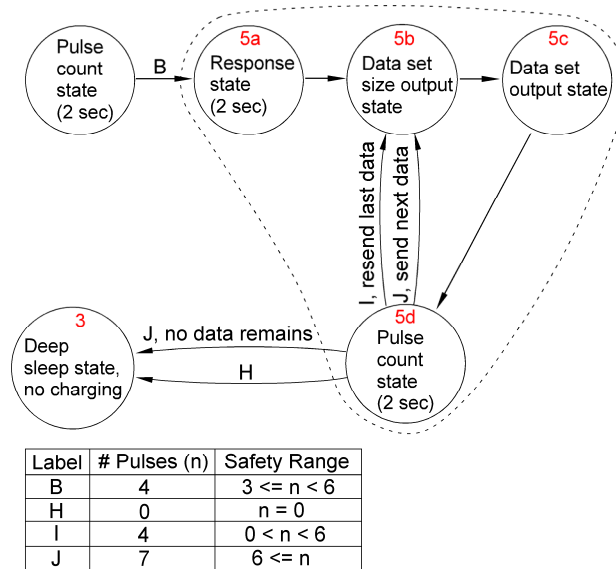 Pulse
count
state
(2 sec)
B
5a
Response
state
(2 sec)
5b
Data set
size output
state
5c
Data set
output state
I, resend last data
J, send next data
5d
Pulse
count
state
(2 sec)
J, no data remains
H
3
Deep
sleep state,
no charging
Label # Pulses (n) Safety Range
B 4 3 <= n < 6
H 0 n = 0
I 4 0 < n < 6
J 7 6 <= n